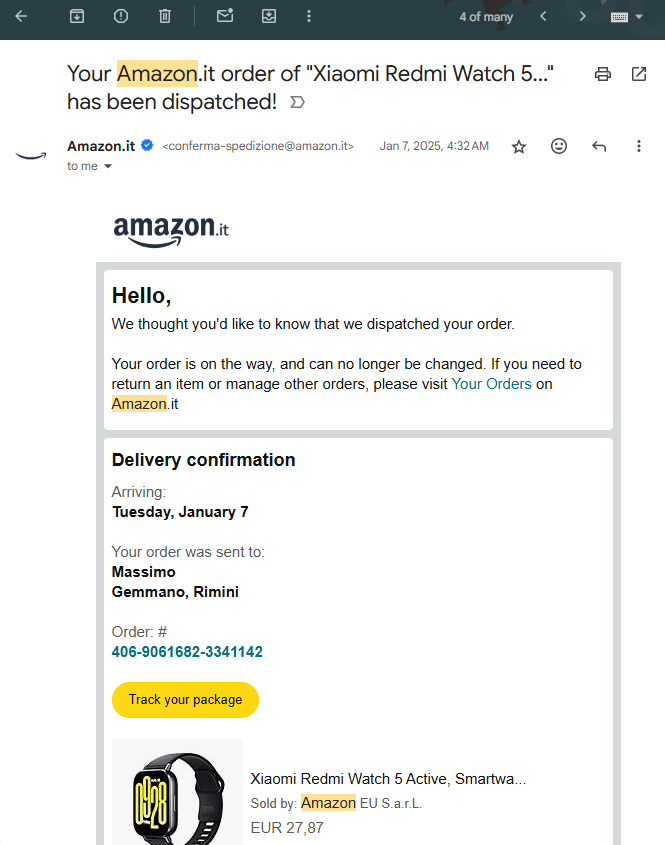 4 of many
Your Amazon.it order of "Xiaomi Redmi Watch 5..."
has been dispatched!
Amazon.it <conferma-spedizione@amazon.it> Jan 7, 2025, 4:32 AM
to me
amazon.it
Hello,
We thought you'd like to know that we dispatched your order.
Your order is on the way, and can no longer be changed. If you need to
return an item or manage other orders, please visit Your Orders on
Amazon.it
Delivery confirmation
Arriving:
Tuesday, January 7
Your order was sent to:
Massimo
Gemmano, Rimini
Order: #
406-9061682-3341142
Track your package
Xiaomi Redmi Watch 5 Active, Smartwa...
Sold by: Amazon EU S.a.r.L.
EUR 27,87
0928